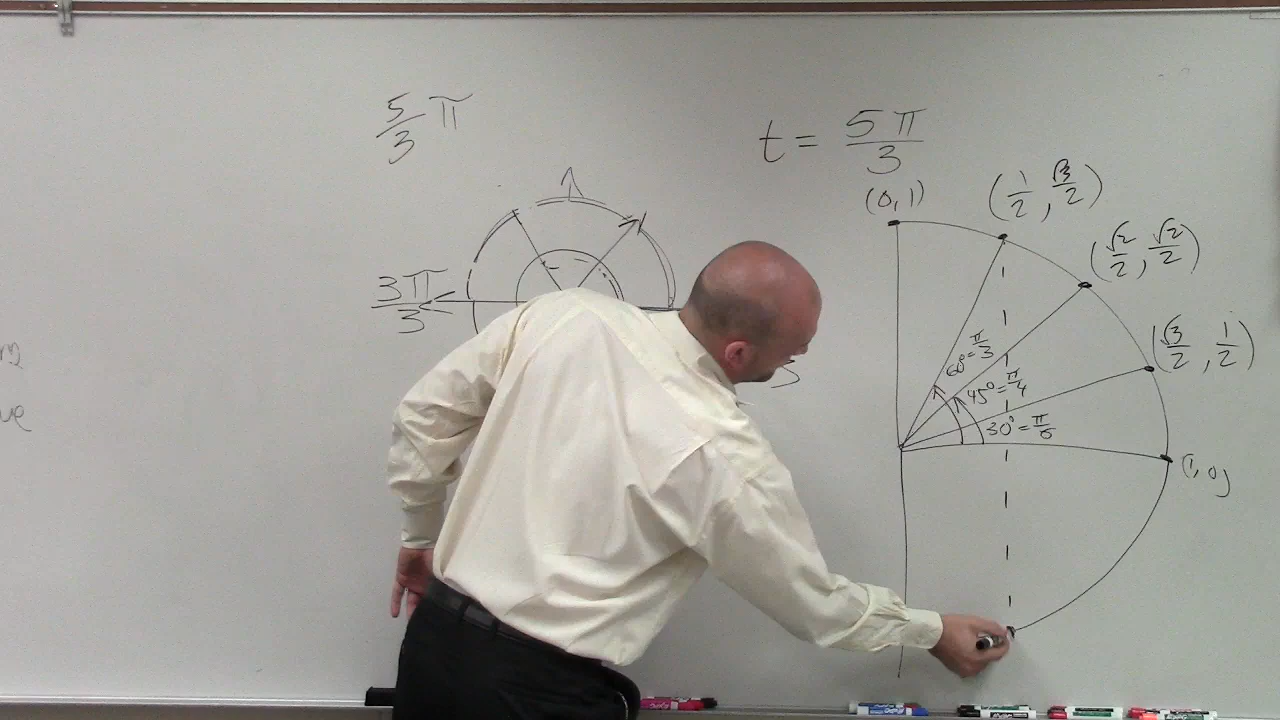 5/3 π
t = 5π/3
(0, 1)
(1/2, √3/2)
(√2/2, √2/2)
3π/3
(√3/2, 1/2)
60° = π/3
3
45° = π/4
30° = π/6
(1, 0)